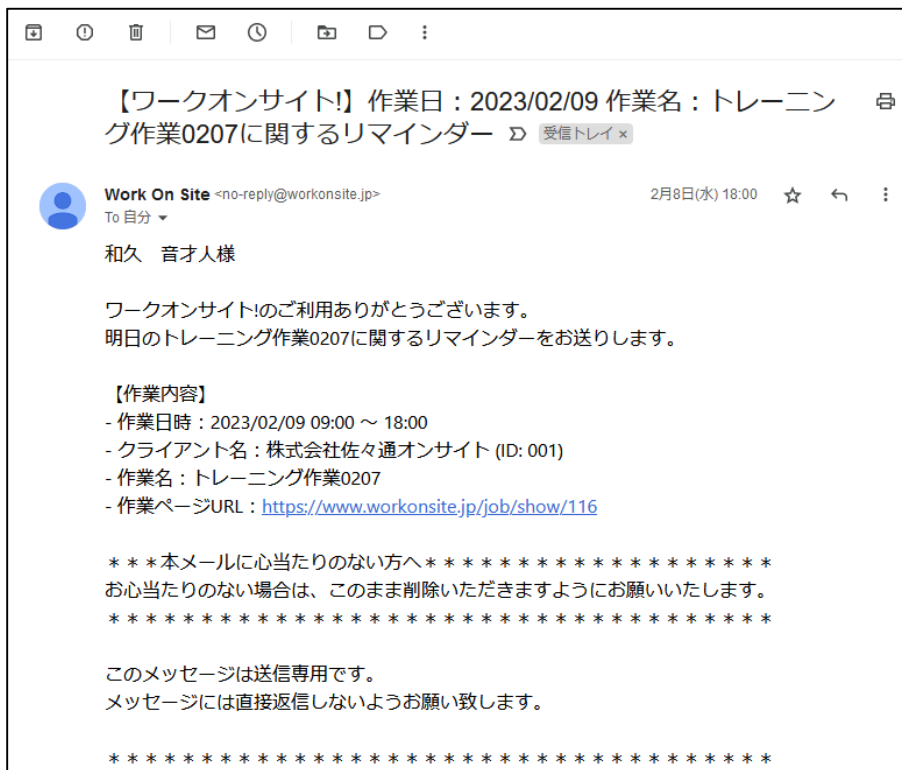 【ワークオンサイト!】作業日：2023/02/09 作業名：トレーニン
グ作業0207に関するリマインダー 受信トレイ ×
Work On Site <no-reply@workonsite.jp> 2月8日(水) 18:00
To 自分
和久　音才人様
ワークオンサイト!のご利用ありがとうございます。
明日のトレーニング作業0207に関するリマインダーをお送りします。
【作業内容】
- 作業日時：2023/02/09 09:00 ～ 18:00
- クライアント名：株式会社佐々通オンサイト (ID: 001)
- 作業名：トレーニング作業0207
- 作業ページURL：https://www.workonsite.jp/job/show/116
＊＊＊本メールに心当たりのない方へ＊＊＊＊＊＊＊＊＊＊＊＊＊＊＊＊＊＊＊
お心当たりのない場合は、このまま削除いただきますようにお願いいたします。
＊＊＊＊＊＊＊＊＊＊＊＊＊＊＊＊＊＊＊＊＊＊＊＊＊＊＊＊＊＊＊＊＊＊＊＊
このメッセージは送信専用です。
メッセージには直接返信しないようお願い致します。
＊＊＊＊＊＊＊＊＊＊＊＊＊＊＊＊＊＊＊＊＊＊＊＊＊＊＊＊＊＊＊＊＊＊＊＊